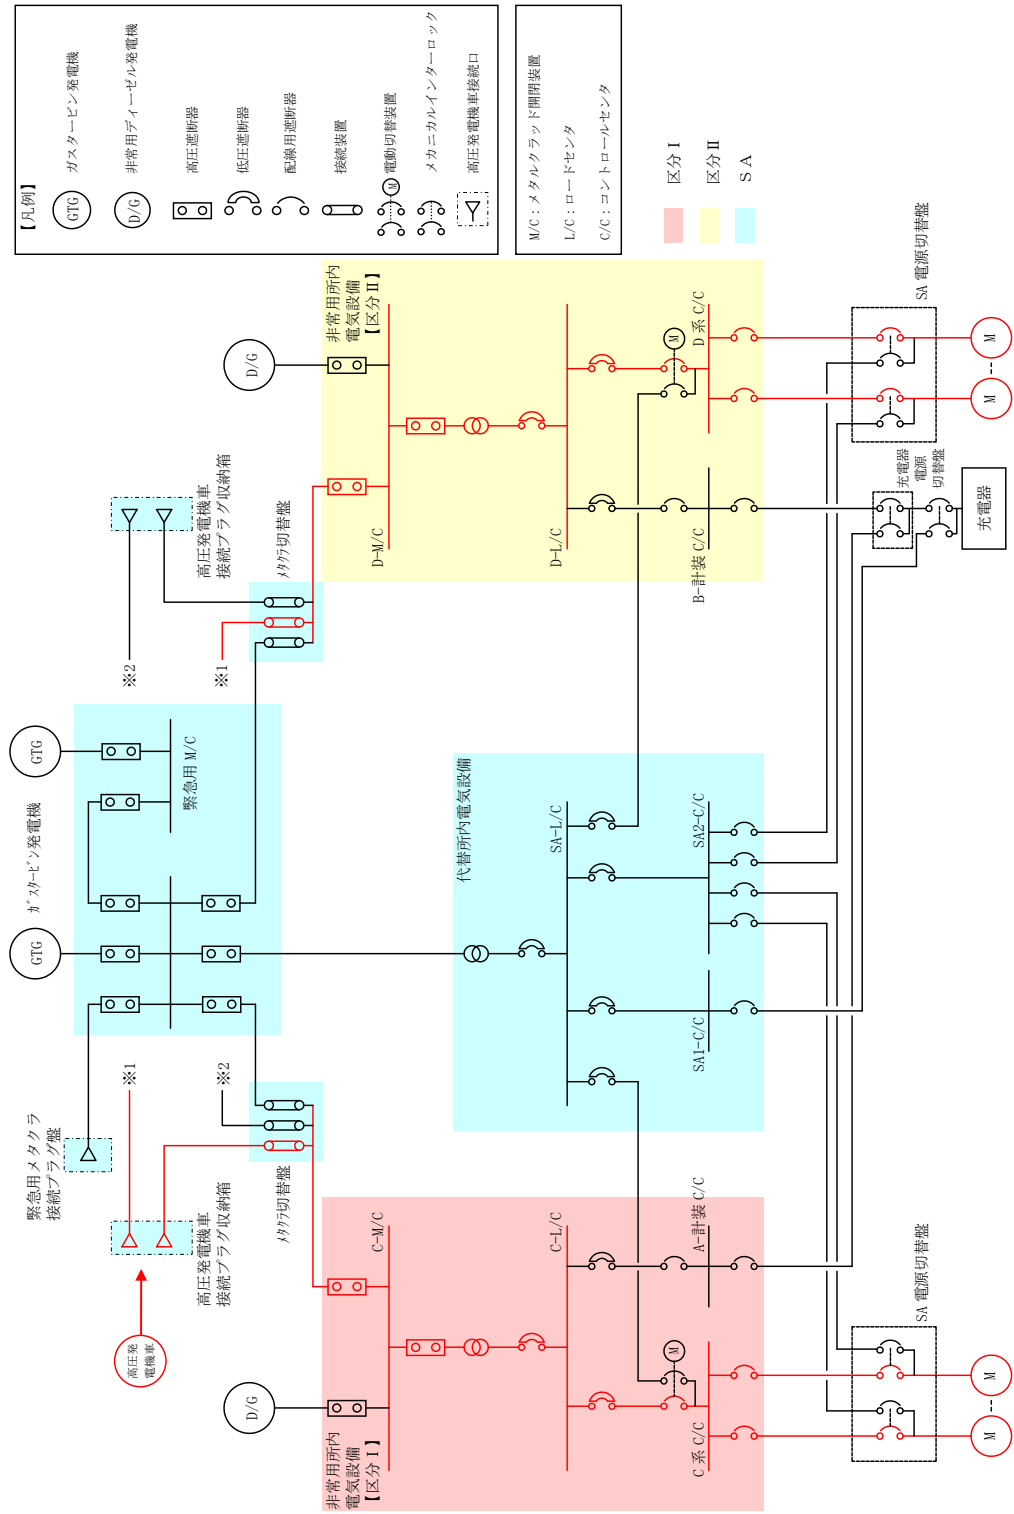 【凡例】
GTG
ガスタービン発電機
D/G
非常用ディーゼル発電機
高圧遮断器
低圧遮断器
配線用遮断器
接続装置
M
電動切替装置
メカニカルインターロック
高圧発電機車接続口
M/C：メタルクラッド開閉装置
L/C：ロードセンタ
C/C：コントロールセンタ
区分Ⅰ
区分Ⅱ
SA
緊急用メタクラ
接続プラグ盤
GTG
ｶﾞｽﾀｰﾋﾞﾝ発電機
GTG
緊急用M/C
高圧発電機車
高圧発電機車
接続プラグ収納箱
※1
※2
ﾒﾀｸﾗ切替盤
高圧発電機車
接続プラグ収納箱
※2
※1
ﾒﾀｸﾗ切替盤
D/G
非常用所内
電気設備
【区分Ⅰ】
C-M/C
C-L/C
M
C系C/C
A-計装C/C
代替所内電気設備
SA-L/C
SA1-C/C
SA2-C/C
D/G
非常用所内
電気設備
【区分Ⅱ】
D-M/C
D-L/C
M
B-計装C/C
D系C/C
SA電源切替盤
M
M
充電器
電源
切替盤
充電器
SA電源切替盤
M
M